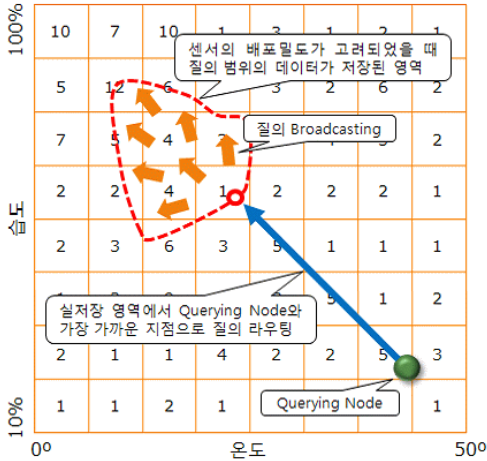 100%
10 7 10 1 3 1 2 1
센서의 배포밀도가 고려되었을 때
질의 범위의 데이터가 저장된 영역
5 12 6 3 2 6 2
질의 Broadcasting
7 5 4 2
2 2 4 1 2 2 2 1
습도
2 3 6 3 5 1 1 1
5 1 2
실저장 영역에서 Querying Node와
가장 가까운 지점으로 질의 라우팅
2 1 1 4 2 2 5 3
Querying Node
1 1 2 1 1
10%
0º 온도 50º